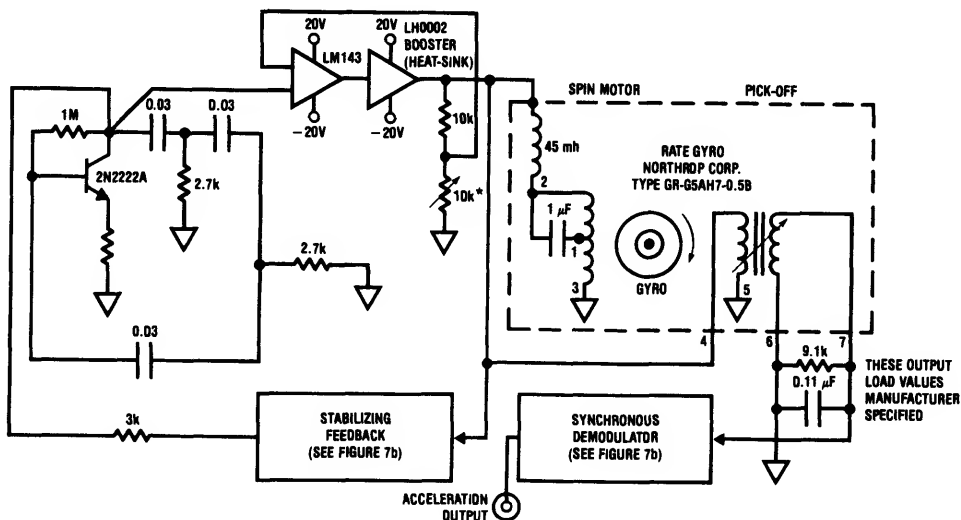 20V
20V
LH0002
BOOSTER
(HEAT-SINK)
LM143
-20V
-20V
1M
0.03
0.03
2N2222A
2.7k
2.7k
0.03
3k
10k
10k*
SPIN MOTOR
PICK-OFF
45 mh
2
1 μF
1
3
RATE GYRO
NORTHROP CORP.
TYPE GR-G5AH7-0.5B
GYRO
5
4
6
7
9.1k
0.11 μF
THESE OUTPUT
LOAD VALUES
MANUFACTURER
SPECIFIED
STABILIZING
FEEDBACK
(SEE FIGURE 7b)
SYNCHRONOUS
DEMODULATOR
(SEE FIGURE 7b)
ACCELERATION
OUTPUT